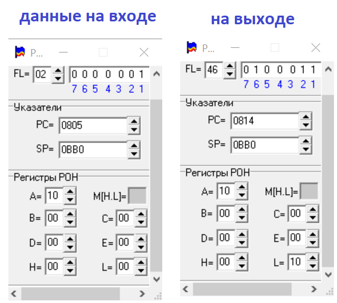 данные на входе
на выходе
Р...
FL= 02 0 0 0 0 0 0 1
7 6 5 4 3 2 1
Указатели
PC= 0805
SP= 0BB0
Регистры РОН
A= 10 M[H.L]=
B= 00 C= 00
D= 00 E= 00
H= 00 L= 00
Р...
FL= 46 0 1 0 0 0 1 1
7 6 5 4 3 2 1
Указатели
PC= 0814
SP= 0BB0
Регистры РОН
A= 10 M[H.L]=
B= 00 C= 00
D= 00 E= 00
H= 00 L= 10